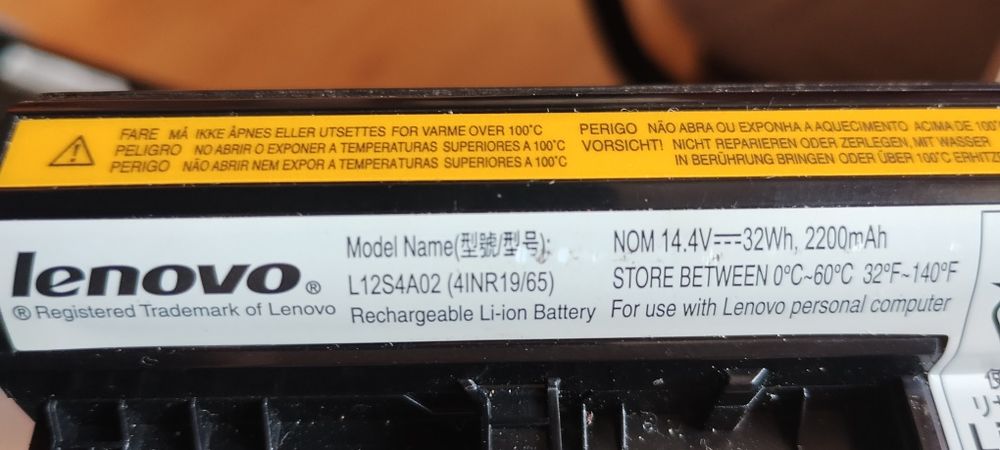 FARE MÅ IKKE ÅPNES ELLER UTSETTES FOR VARME OVER 100°C
PELIGRO NO ABRIR O EXPONER A TEMPERATURAS SUPERIORES A 100°C
PERIGO NÃO ABRIR NEM EXPOR A TEMPERATURAS SUPERIORES A 100°C
PERIGO NÃO ABRA OU EXPONHA A AQUECIMENTO ACIMA DE 100°
VORSICHT! NICHT REPARIEREN ODER ZERLEGEN, MIT WASSER
IN BERÜHRUNG BRINGEN ODER ÜBER 100°C ERHITZE
lenovo®
® Registered Trademark of Lenovo
Model Name(型號/型号):
L12S4A02 (4INR19/65)
Rechargeable Li-ion Battery
NOM 14.4V⎓32Wh, 2200mAh
STORE BETWEEN 0°C~60°C 32°F~140°F
For use with Lenovo personal computer